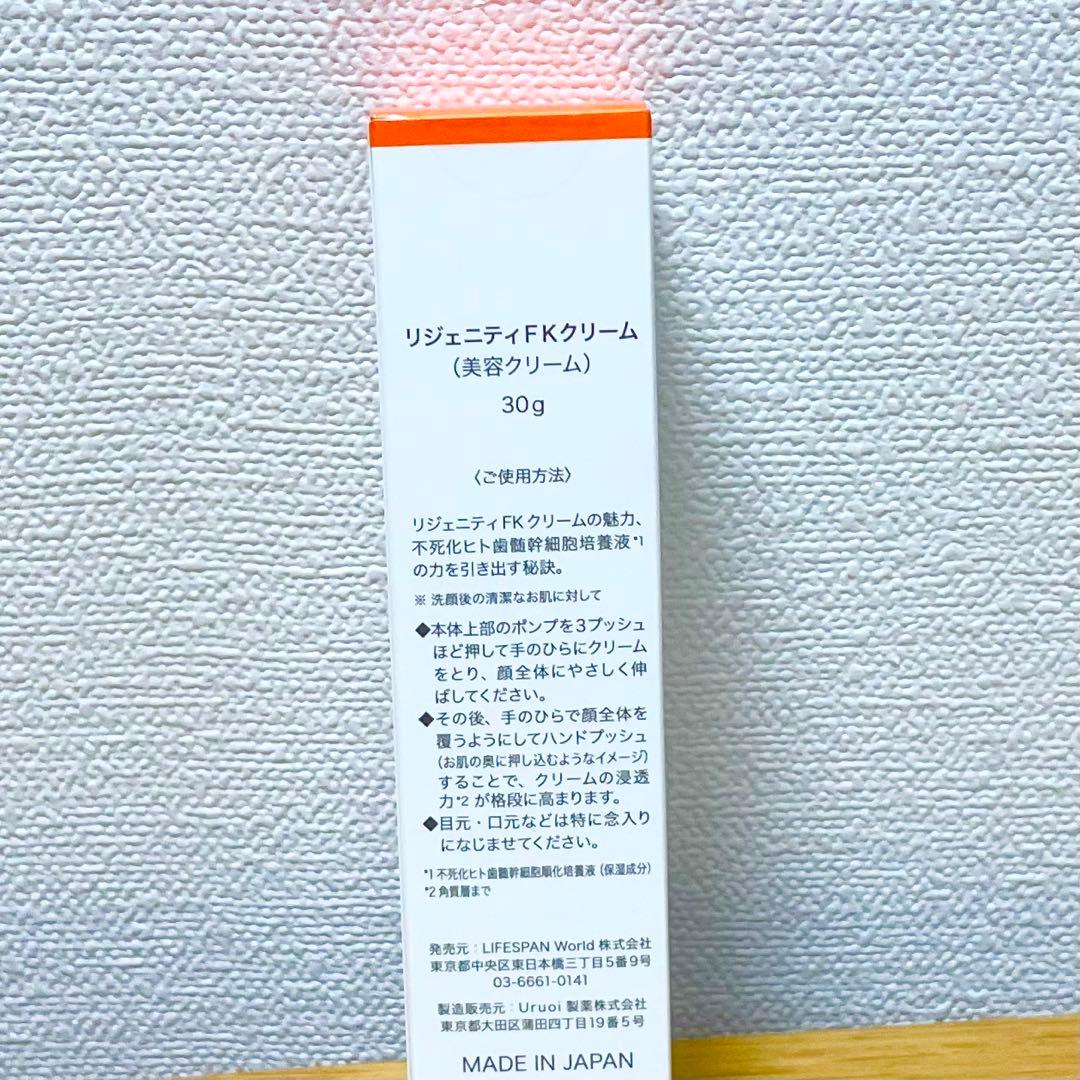 リジェニティFKクリーム
（美容クリーム）
30g
〈ご使用方法〉
リジェニティFKクリームの魅力、
不死化ヒト歯髄幹細胞培養液*1
の力を引き出す秘訣。
※ 洗顔後の清潔なお肌に対して
◆本体上部のポンプを3プッシュ
ほど押して手のひらにクリーム
をとり、顔全体にやさしく伸
ばしてください。
◆その後、手のひらで顔全体を
覆うようにしてハンドプッシュ
（お肌の奥に押し込むようなイメージ）
することで、クリームの浸透
力*2 が格段に高まります。
◆目元・口元などは特に念入り
になじませてください。
*1 不死化ヒト歯髄幹細胞順化培養液（保湿成分）
*2 角質層まで
発売元：LIFESPAN World 株式会社
東京都中央区東日本橋三丁目5番9号
03-6661-0141
製造販売元：Uruoi 製薬株式会社
東京都大田区蒲田四丁目19番5号
MADE IN JAPAN